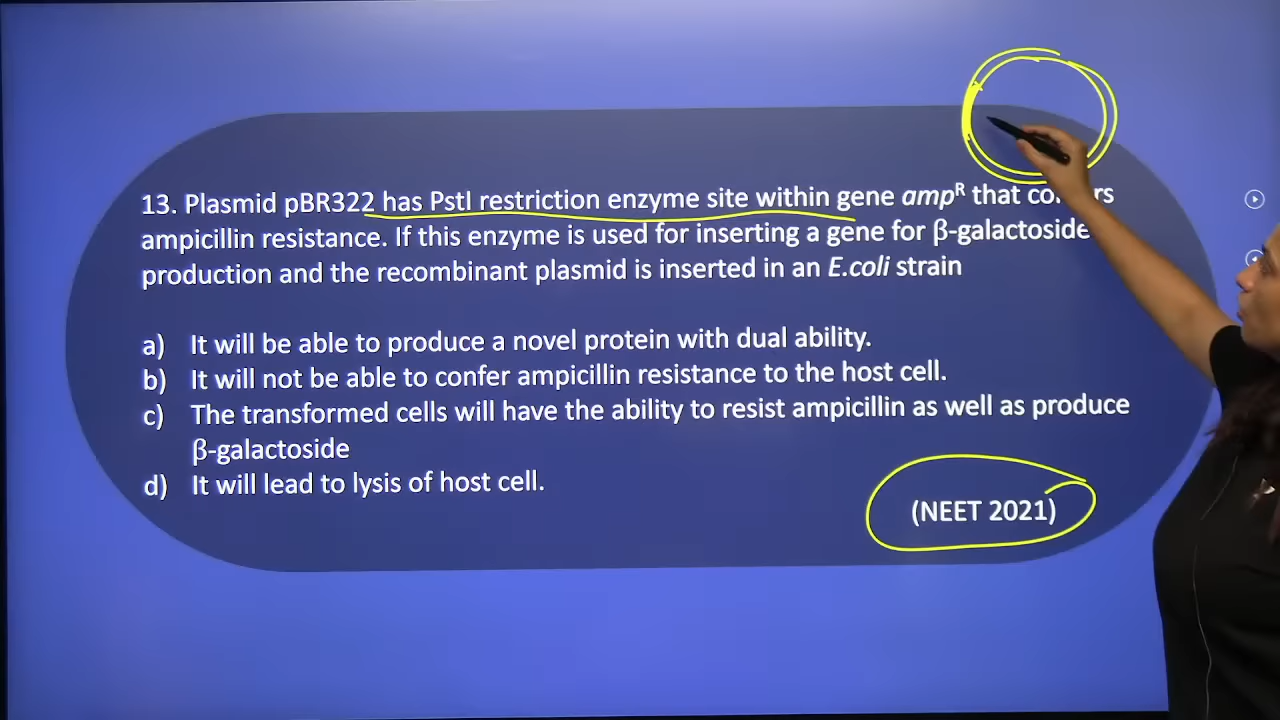 13. Plasmid pBR322 has PstI restriction enzyme site within gene ampᴿ that
ampicillin resistance. If this enzyme is used for inserting a gene for β-galactoside
production and the recombinant plasmid is inserted in an E.coli strain
a) It will be able to produce a novel protein with dual ability.
b) It will not be able to confer ampicillin resistance to the host cell.
c) The transformed cells will have the ability to resist ampicillin as well as produce
β-galactoside
d) It will lead to lysis of host cell.
(NEET 2021)